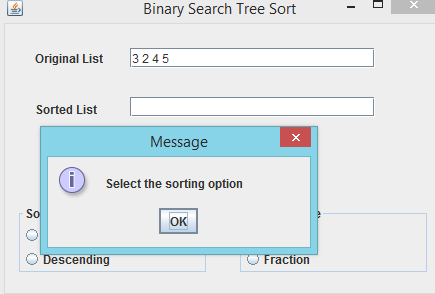 Binary Search Tree Sort
Original List
3 2 4 5
Sorted List
Message
Select the sorting option
OK
So
e
Descending
Fraction